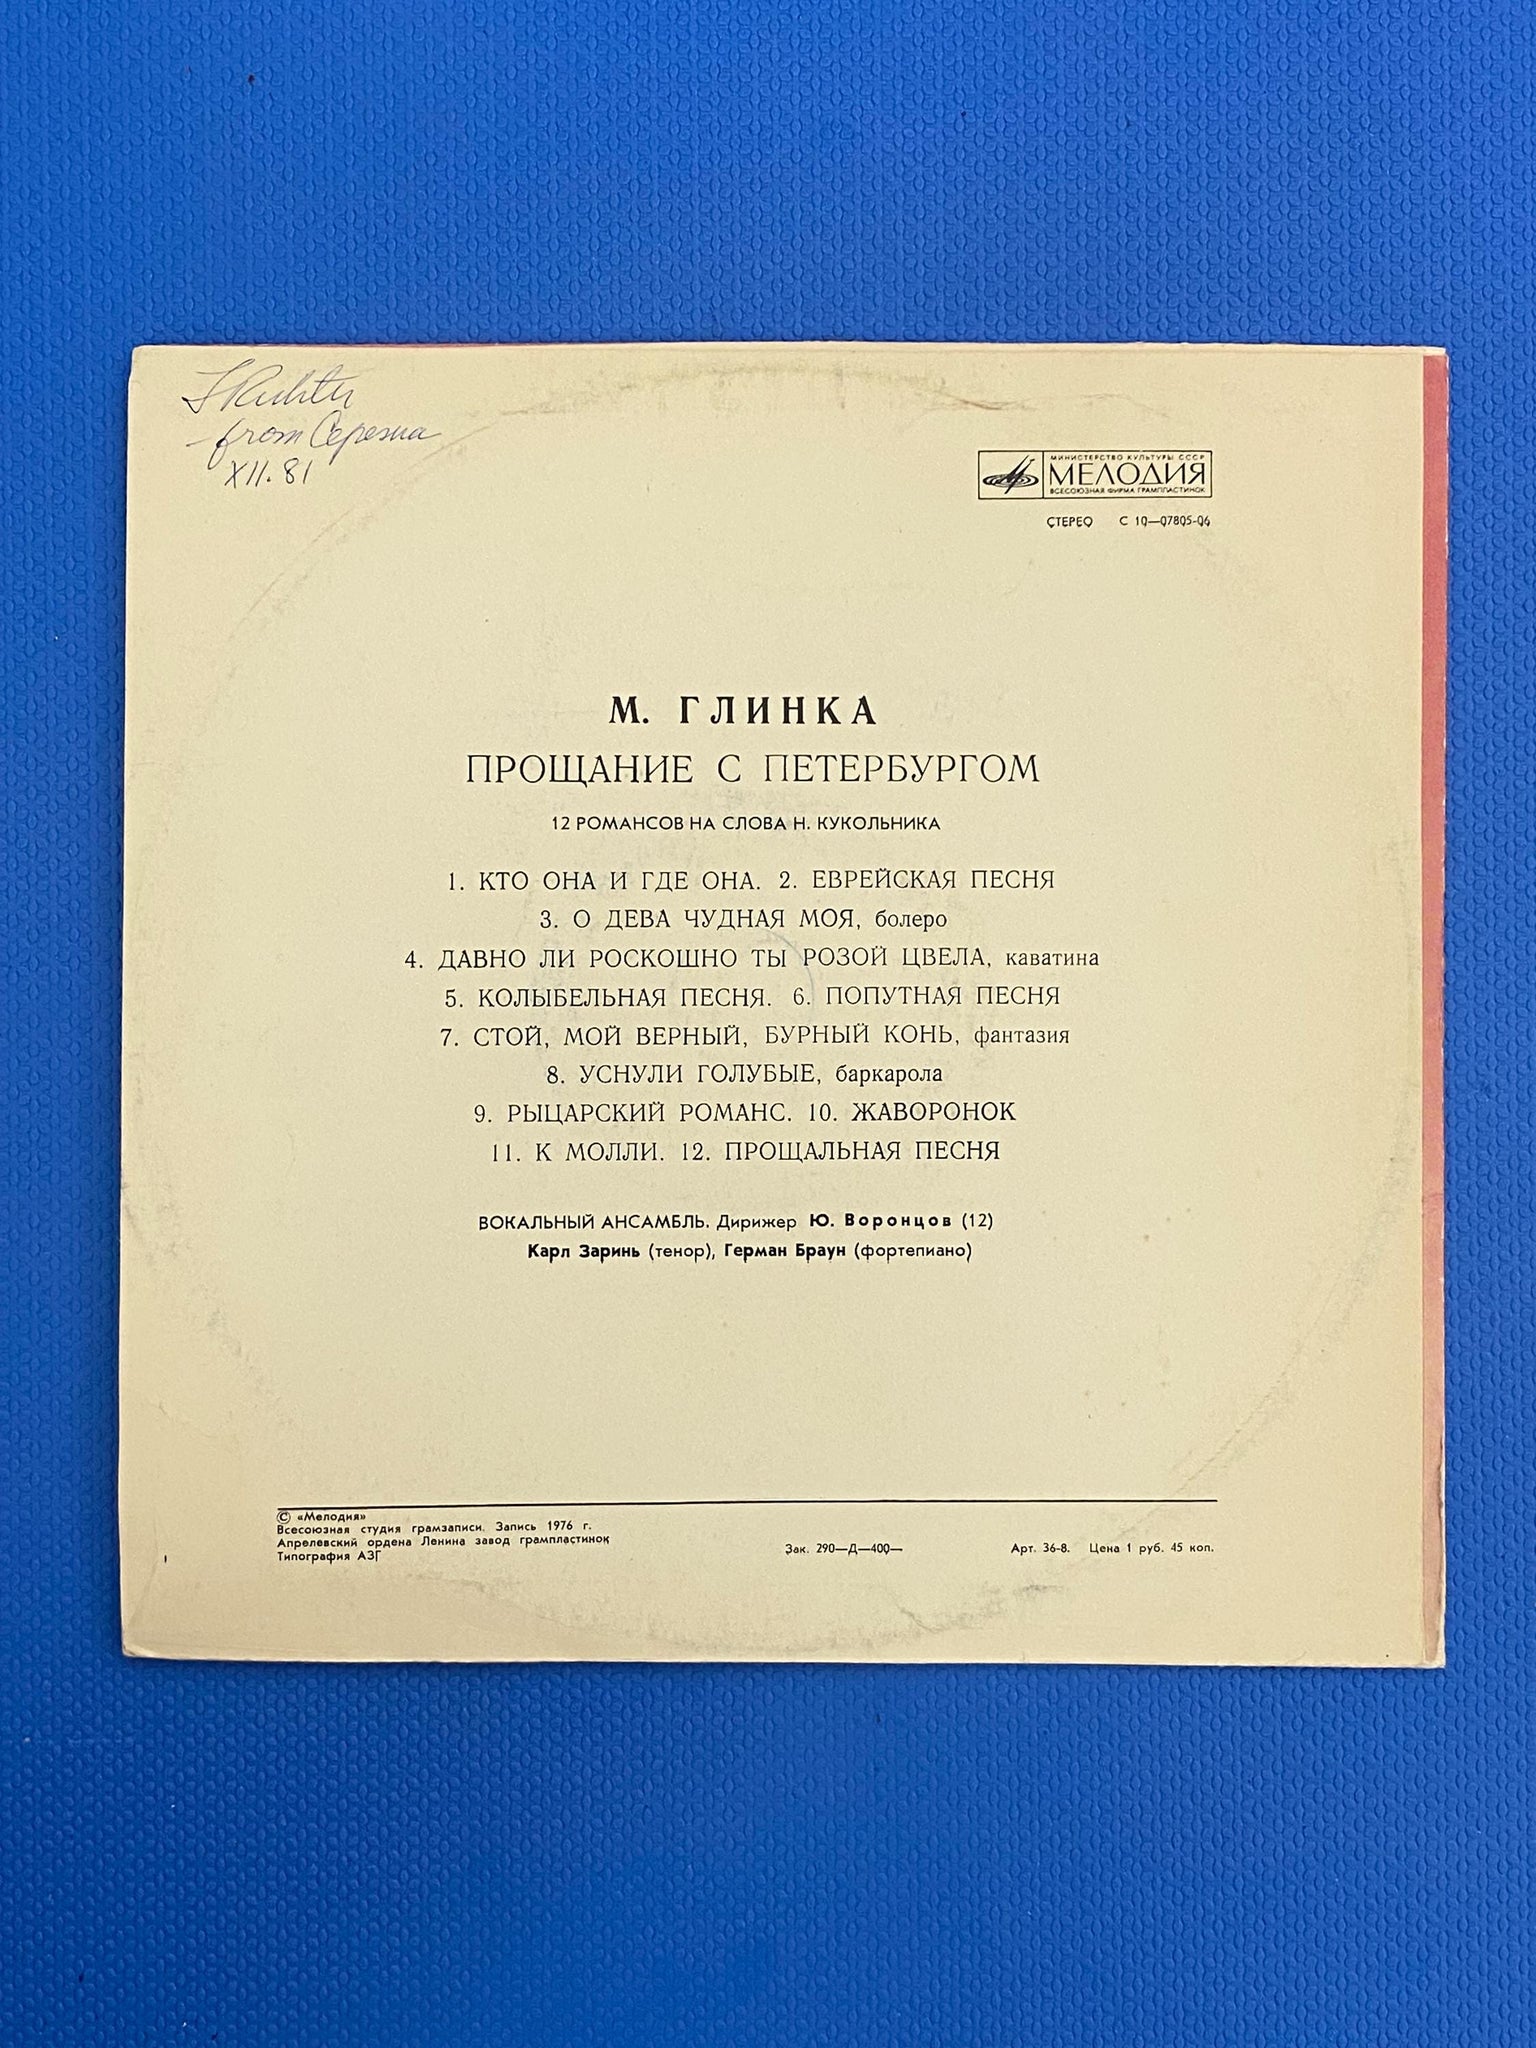 from Сережа
XII. 81
МИНИСТЕРСТВО КУЛЬТУРЫ СССР
МЕЛОДИЯ
ВСЕСОЮЗНАЯ ФИРМА ГРАМПЛАСТИНОК
СТЕРЕО С 10—07805-06
М. ГЛИНКА
ПРОЩАНИЕ С ПЕТЕРБУРГОМ
12 РОМАНСОВ НА СЛОВА Н. КУКОЛЬНИКА
1. КТО ОНА И ГДЕ ОНА. 2. ЕВРЕЙСКАЯ ПЕСНЯ
3. О ДЕВА ЧУДНАЯ МОЯ, болеро
4. ДАВНО ЛИ РОСКОШНО ТЫ РОЗОЙ ЦВЕЛА, каватина
5. КОЛЫБЕЛЬНАЯ ПЕСНЯ. 6. ПОПУТНАЯ ПЕСНЯ
7. СТОЙ, МОЙ ВЕРНЫЙ, БУРНЫЙ КОНЬ, фантазия
8. УСНУЛИ ГОЛУБЫЕ, баркарола
9. РЫЦАРСКИЙ РОМАНС. 10. ЖАВОРОНОК
11. К МОЛЛИ. 12. ПРОЩАЛЬНАЯ ПЕСНЯ
ВОКАЛЬНЫЙ АНСАМБЛЬ. Дирижер Ю. Воронцов (12)
Карл Заринь (тенор), Герман Браун (фортепиано)
© «Мелодия»
Всесоюзная студия грамзаписи. Запись 1976 г.
Апрелевский ордена Ленина завод грампластинок
Типография АЗГ
Зак. 290—Д—400—
Арт. 36-8. Цена 1 руб. 45 коп.